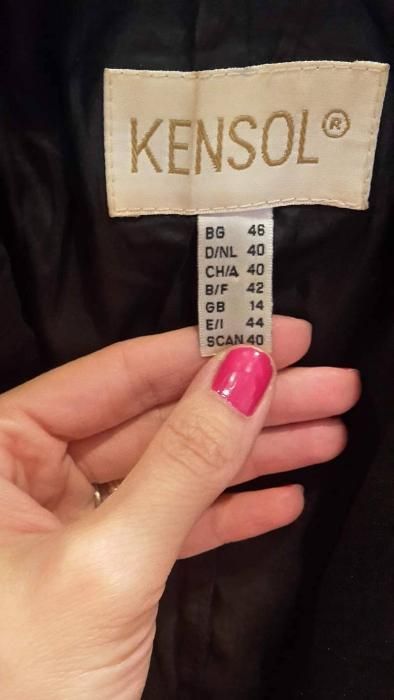 KENSOL®
BG 46
D/NL 40
CH/A 40
B/F 42
GB 14
E/I 44
SCAN 40